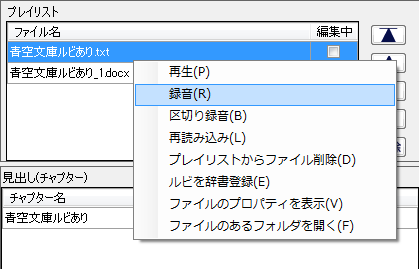 プレイリスト
ファイル名 編集中
青空文庫ルビあり.txt
青空文庫ルビあり_1.docx
再生(P)
録音(R)
区切り録音(B)
再読み込み(L)
プレイリストからファイル削除(D)
ルビを辞書登録(E)
ファイルのプロパティを表示(V)
ファイルのあるフォルダを開く(F)
見出し(チャプター)
チャプター名
青空文庫ルビあり